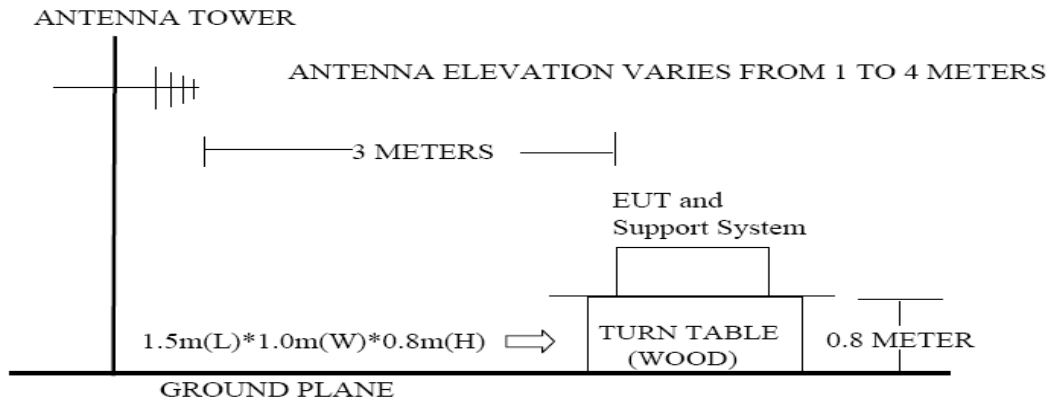 ANTENNA TOWER
ANTENNA ELEVATION VARIES FROM 1 TO 4 METERS
3 METERS
EUT and
Support System
1.5m(L)*1.0m(W)*0.8m(H)
TURN TABLE
(WOOD)
0.8 METER
GROUND PLANE